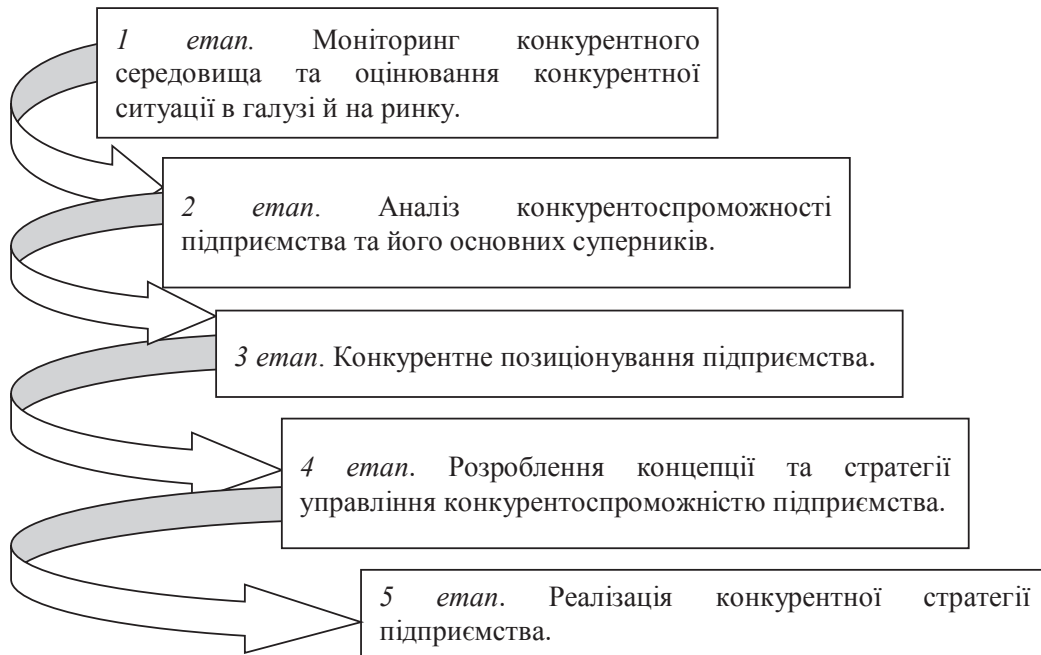 1 етап. Моніторинг конкурентного
середовища та оцінювання конкурентної
ситуації в галузі й на ринку.
2 етап. Аналіз конкурентоспроможності
підприємства та його основних суперників.
3 етап. Конкурентне позиціонування підприємства.
4 етап. Розроблення концепції та стратегії
управління конкурентоспроможністю підприємства.
5 етап. Реалізація конкурентної стратегії
підприємства.